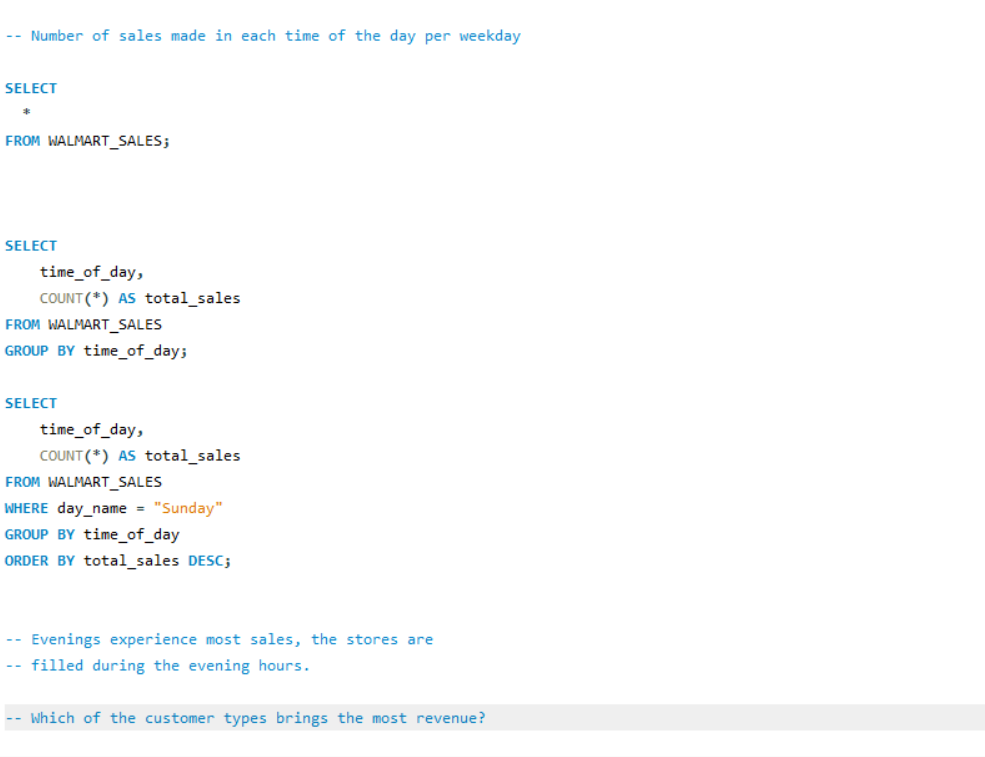 -- Number of sales made in each time of the day per weekday
SELECT
  *
FROM WALMART_SALES;
SELECT
    time_of_day,
    COUNT(*) AS total_sales
FROM WALMART_SALES
GROUP BY time_of_day;
SELECT
    time_of_day,
    COUNT(*) AS total_sales
FROM WALMART_SALES
WHERE day_name = "Sunday"
GROUP BY time_of_day
ORDER BY total_sales DESC;
-- Evenings experience most sales, the stores are
-- filled during the evening hours.
-- Which of the customer types brings the most revenue?